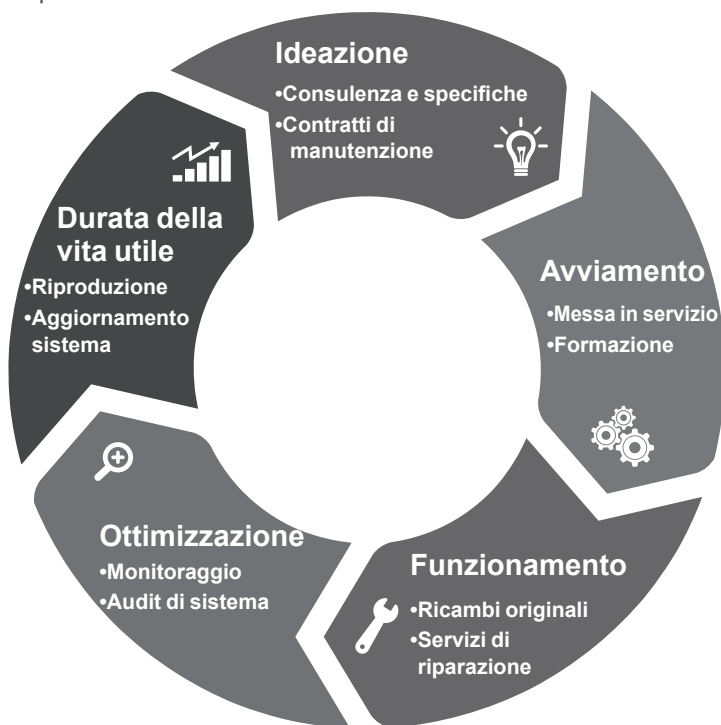 Ideazione
•Consulenza e specifiche
•Contratti di
manutenzione
Avviamento
•Messa in servizio
•Formazione
Funzionamento
•Ricambi originali
•Servizi di
riparazione
Ottimizzazione
•Monitoraggio
•Audit di sistema
Durata della
vita utile
•Riproduzione
•Aggiornamento
sistema